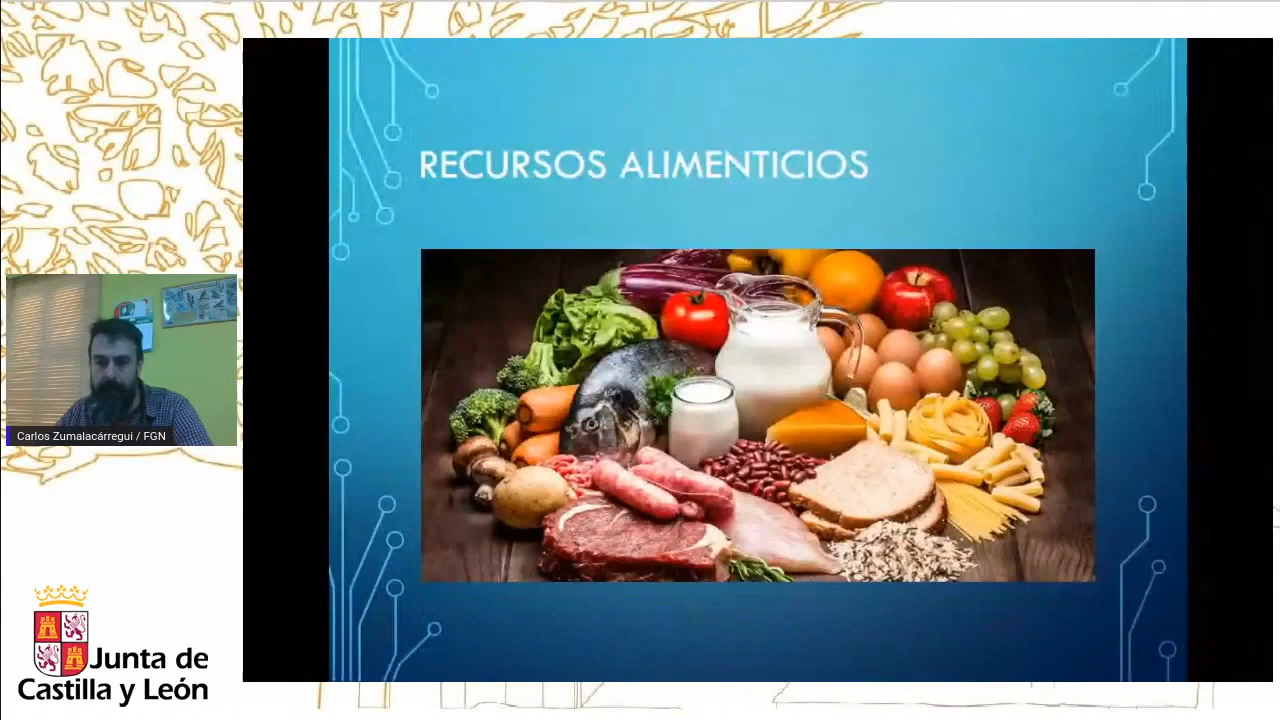 RECURSOS ALIMENTICIOS
Carlos Zumalacárregui / FGN
Junta de
Castilla y León